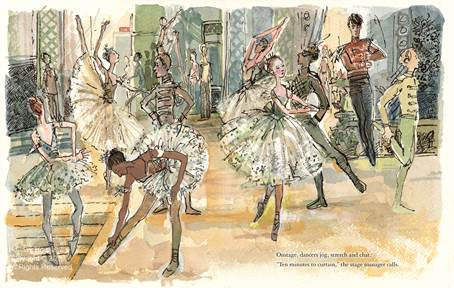 Onstage, dancers jog, stretch and chat.
"Ten minutes to curtain," the stage manager calls.
Rights Reserved